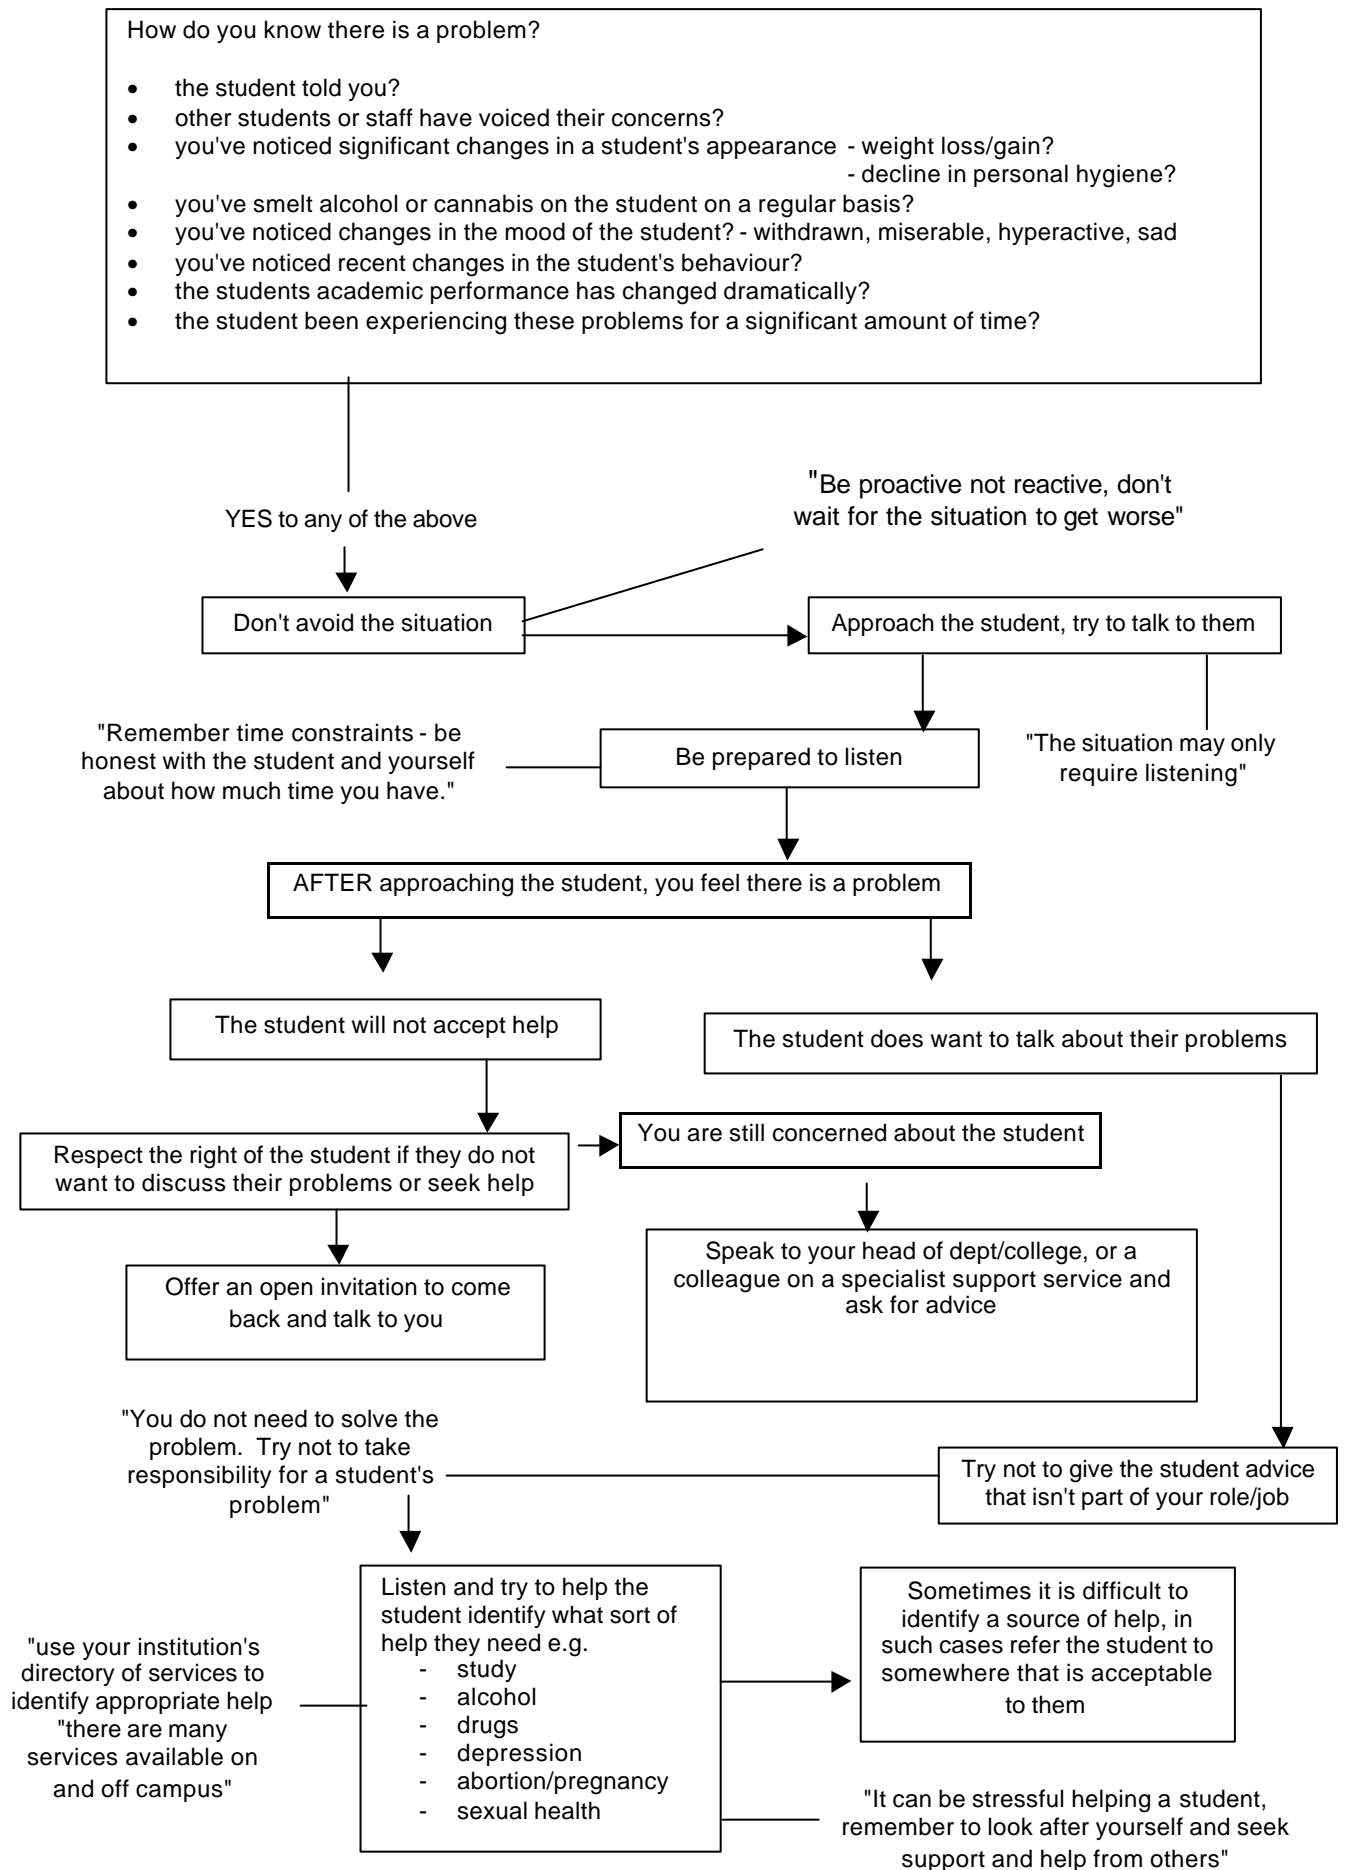 How do you know there is a problem?
• the student told you?
• other students or staff have voiced their concerns?
• you've noticed significant changes in a student's appearance - weight loss/gain?
- decline in personal hygiene?
• you've smelt alcohol or cannabis on the student on a regular basis?
• you've noticed changes in the mood of the student? - withdrawn, miserable, hyperactive, sad
• you've noticed recent changes in the student's behaviour?
• the students academic performance has changed dramatically?
• the student been experiencing these problems for a significant amount of time?
YES to any of the above
"Be proactive not reactive, don't
wait for the situation to get worse"
Don't avoid the situation
Approach the student, try to talk to them
"Remember time constraints - be
honest with the student and yourself
about how much time you have."
Be prepared to listen
"The situation may only
require listening"
AFTER approaching the student, you feel there is a problem
The student will not accept help
The student does want to talk about their problems
Respect the right of the student if they do not
want to discuss their problems or seek help
You are still concerned about the student
Offer an open invitation to come
back and talk to you
Speak to your head of dept/college, or a
colleague on a specialist support service and
ask for advice
"You do not need to solve the
problem. Try not to take
responsibility for a student's
problem"
Try not to give the student advice
that isn't part of your role/job
Listen and try to help the
student identify what sort of
help they need e.g.
- study
- alcohol
- drugs
- depression
- abortion/pregnancy
- sexual health
Sometimes it is difficult to
identify a source of help, in
such cases refer the student to
somewhere that is acceptable
to them
"use your institution's
directory of services to
identify appropriate help
"there are many
services available on
and off campus"
"It can be stressful helping a student,
remember to look after yourself and seek
support and help from others"